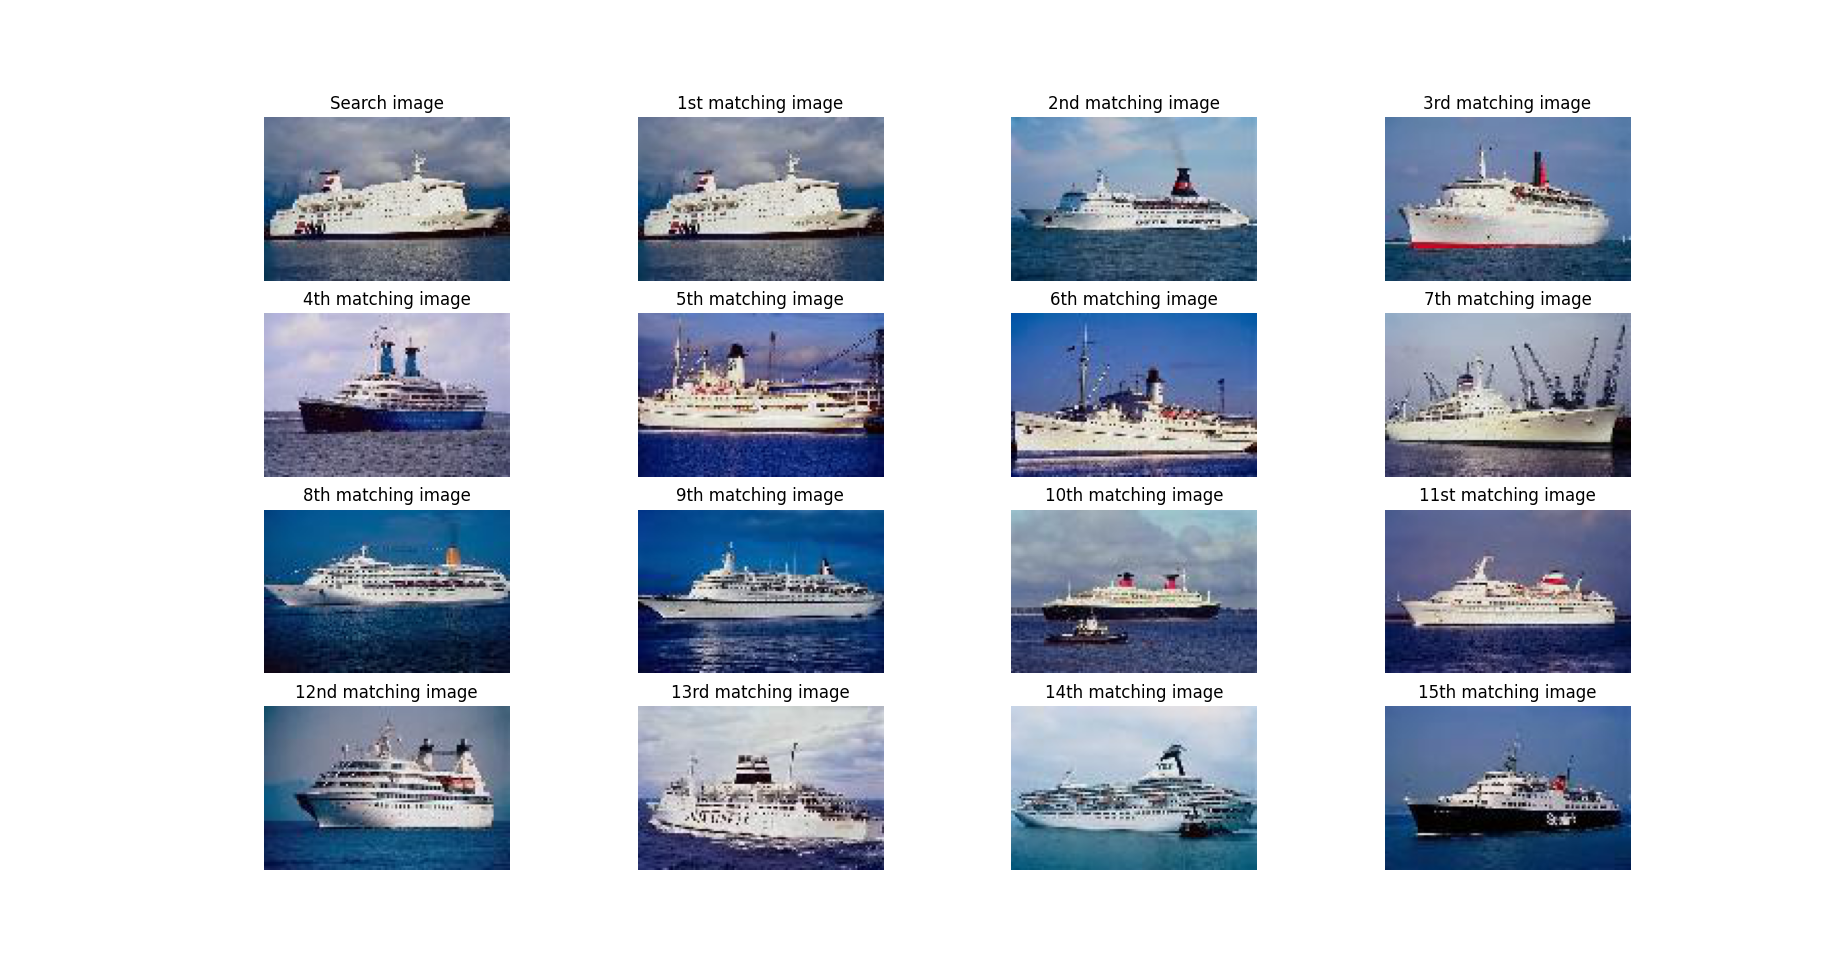 Search image
1st matching image
2nd matching image
3rd matching image
4th matching image
5th matching image
6th matching image
7th matching image
8th matching image
9th matching image
10th matching image
11st matching image
12nd matching image
13rd matching image
14th matching image
15th matching image